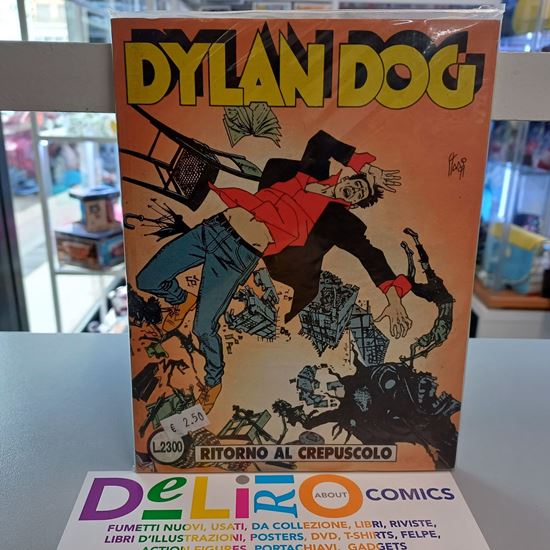 DYLAN DOG
€ 2.50
L.2300
RITORNO AL CREPUSCOLO
DeLiRiO ABOUT COMICS
FUMETTI NUOVI, USATI, DA COLLEZIONE, LIBRI, RIVISTE,
LIBRI D'ILLUSTRAZIONI, POSTERS, DVD, T-SHIRTS, FELPE,
ACTION FIGURES, PORTACHIAVI, GADGETS